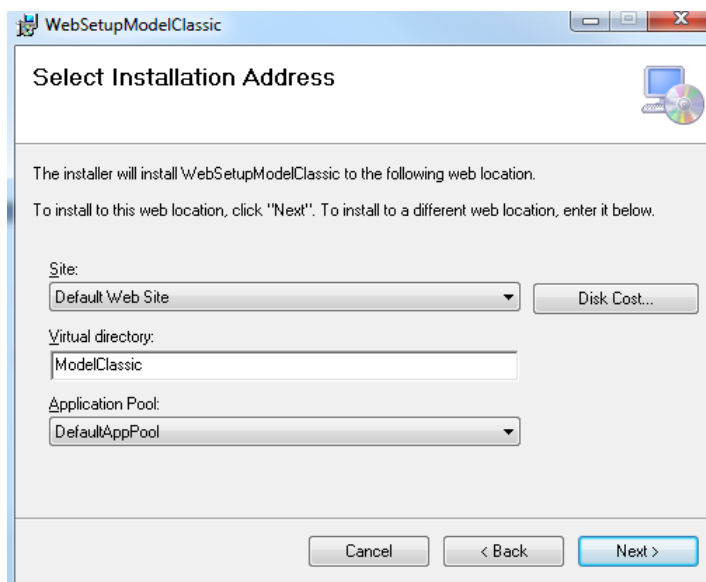 WebSetupModelClassic
Select Installation Address
The installer will install WebSetupModelClassic to the following web location.
To install to this web location, click "Next". To install to a different web location, enter it below.
Site:
Default Web Site
Disk Cost...
Virtual directory:
ModelClassic
Application Pool:
DefaultAppPool
Cancel
< Back
Next >